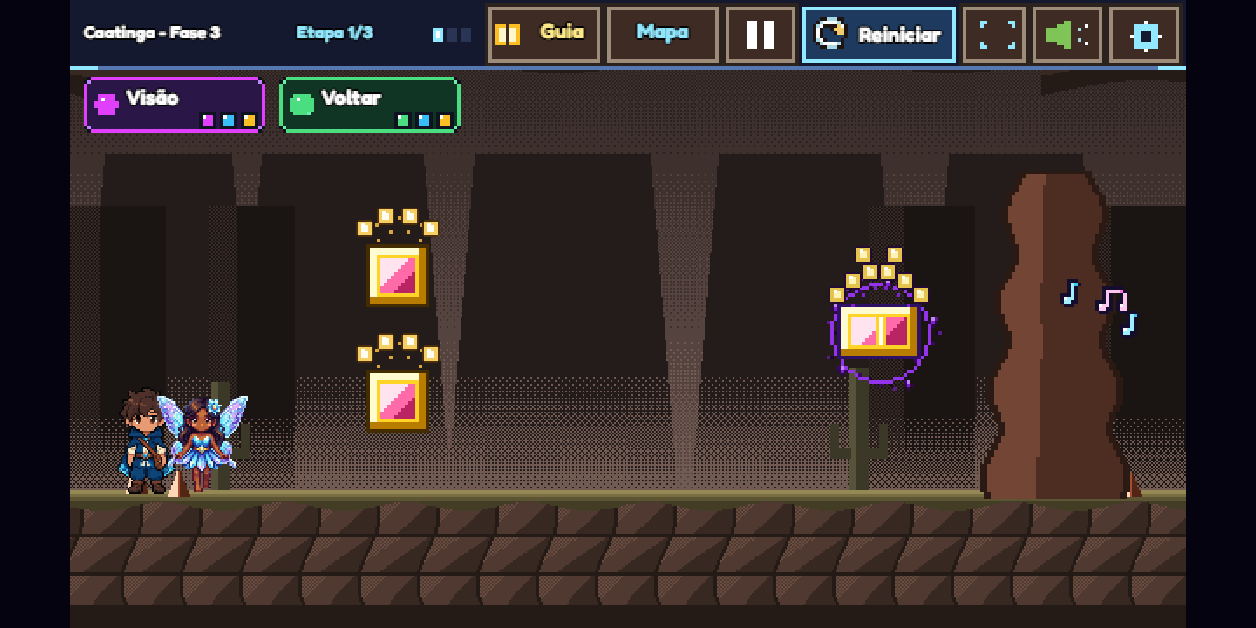 Caatinga - Fase 3
Etapa 1/3
Guia
Mapa
Reiniciar
Visão
Voltar